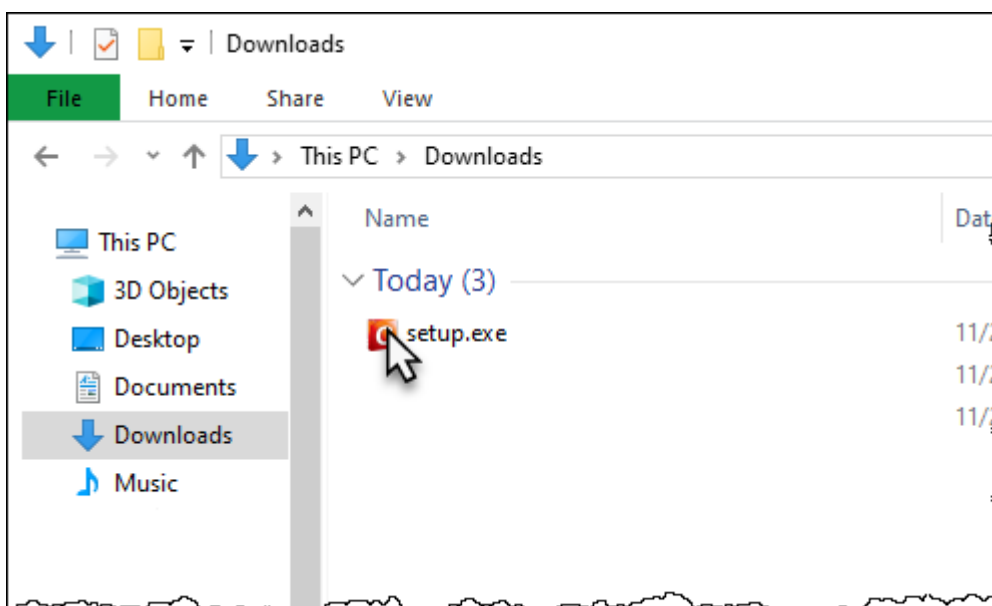 Downloads
File Home Share View
This PC > Downloads
Name
This PC
3D Objects
Desktop
Documents
Downloads
Music
Today (3)
setup.exe